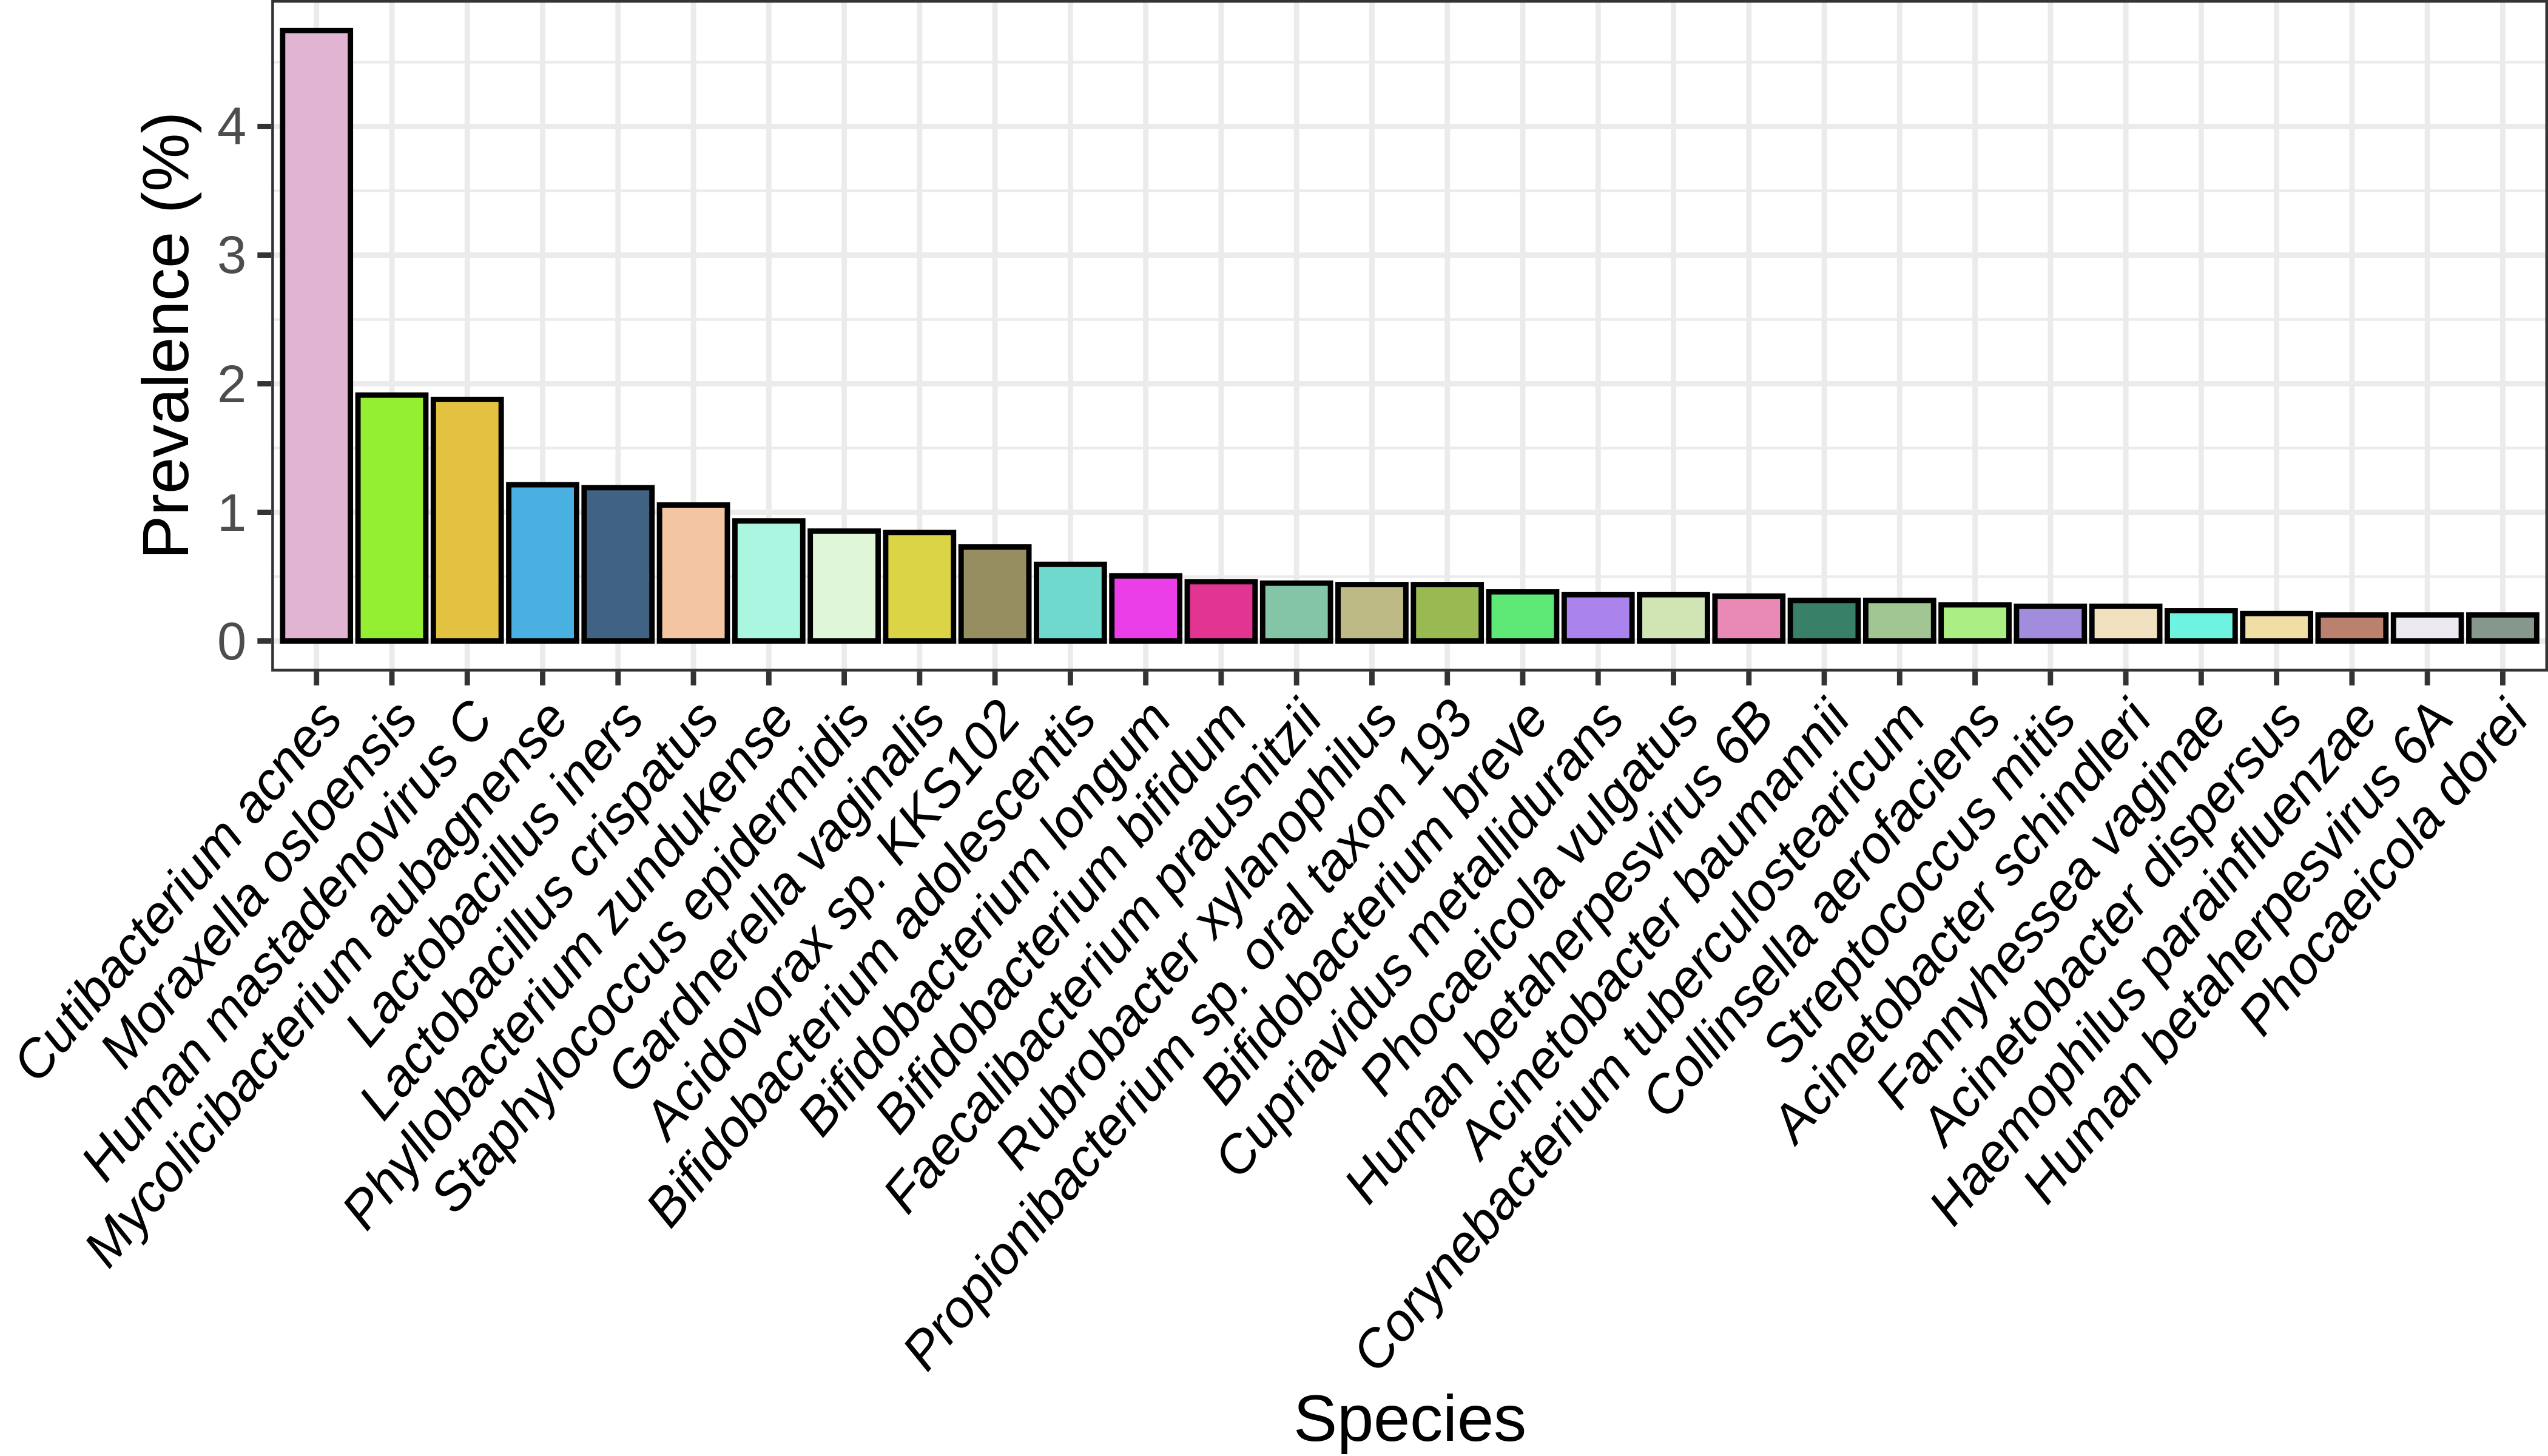 Prevalence (%)
4
3
2
1
0
Cutibacterium acnes
Moraxella osloensis
Human mastadenovirus C
Mycolicibacterium aubagnense
Lactobacillus iners
Lactobacillus crispatus
Phyllobacterium zundukense
Staphylococcus epidermidis
Gardnerella vaginalis
Acidovorax sp. KKS102
Bifidobacterium adolescentis
Bifidobacterium longum
Bifidobacterium bifidum
Faecalibacterium prausnitzii
Rubrobacter xylanophilus
Propionibacterium sp. oral taxon 193
Bifidobacterium breve
Cupriavidus metallidurans
Phocaeicola vulgatus
Human betaherpesvirus 6B
Acinetobacter baumannii
Corynebacterium tuberculostearicum
Collinsella aerofaciens
Streptococcus mitis
Acinetobacter schindleri
Fannyhessea vaginae
Acinetobacter dispersus
Haemophilus parainfluenzae
Human betaherpesvirus 6A
Phocaeicola dorei
Species